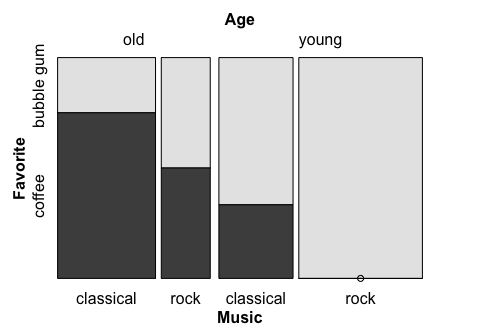 Age
old
young
bubble gum
Favorite
coffee
classical
rock
classical
rock
Music